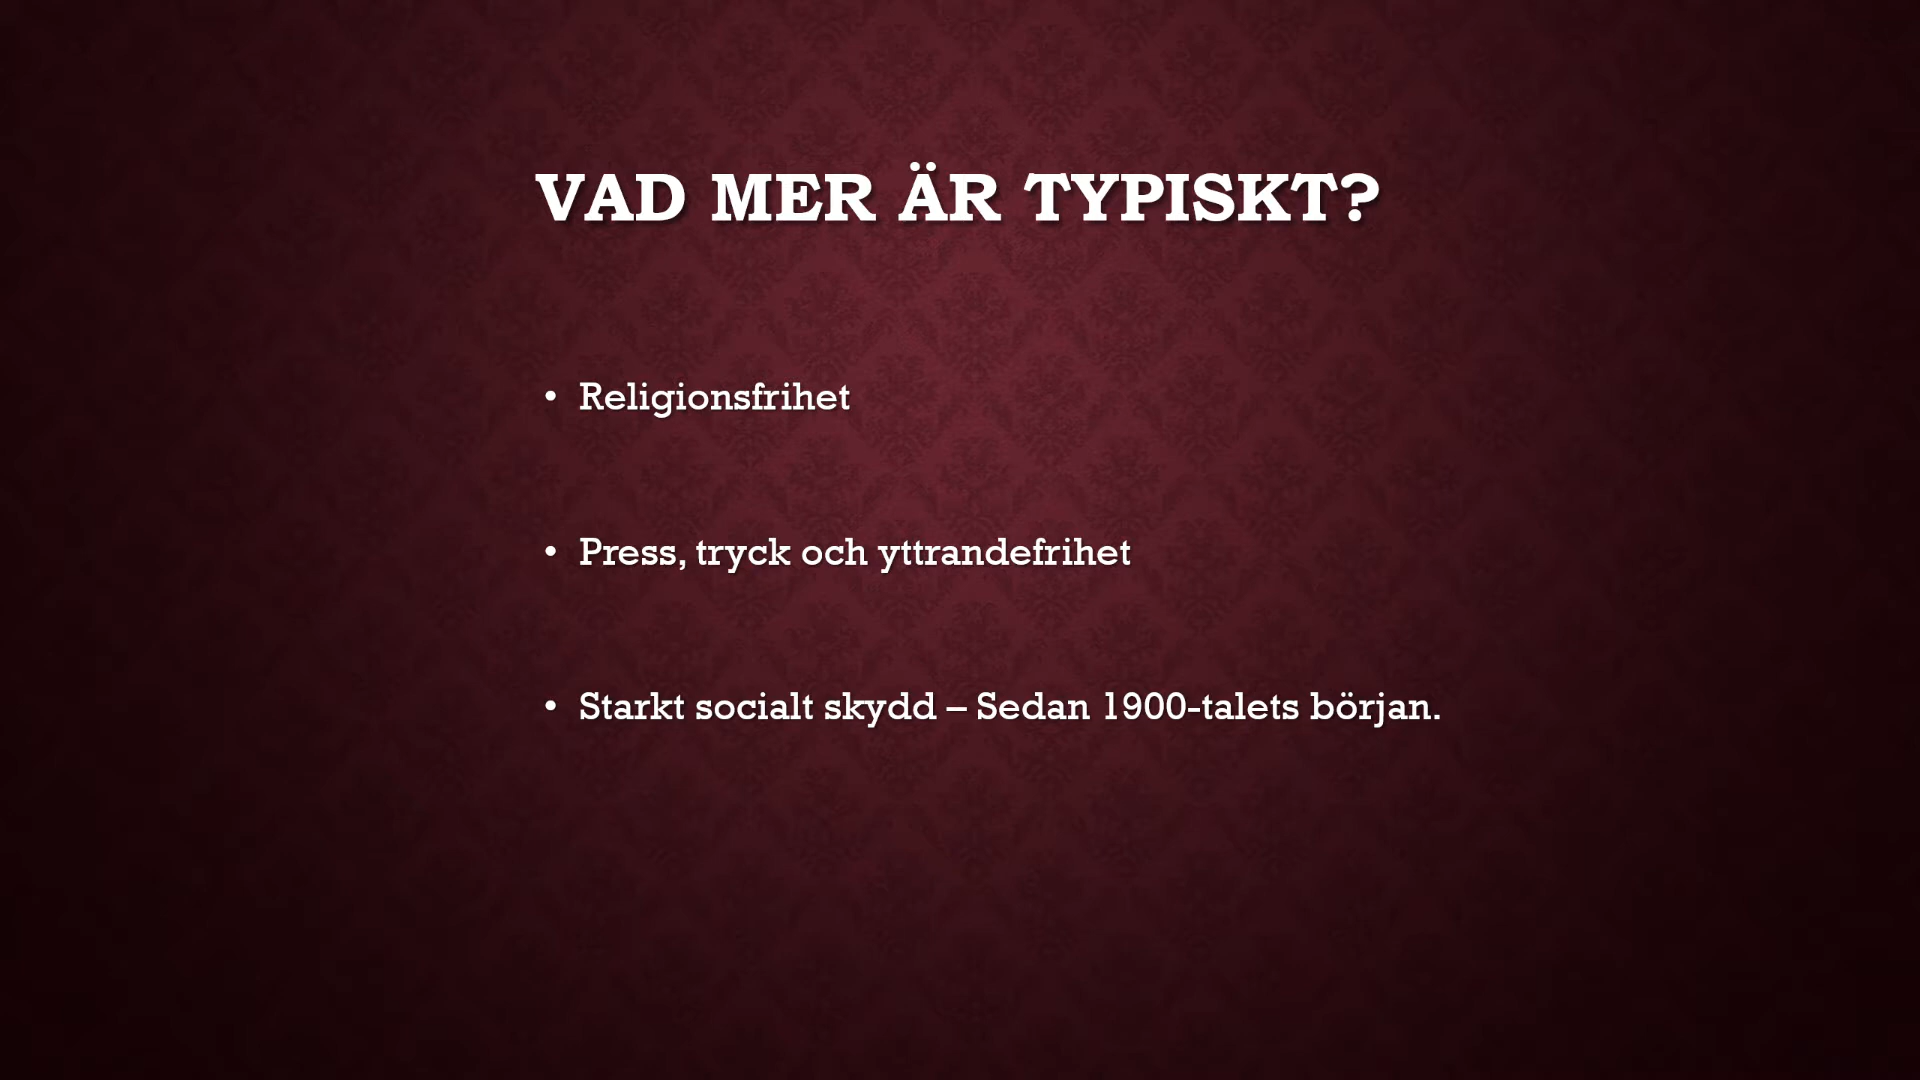 VAD MER ÄR TYPISKT?
• Religionsfrihet
• Press, tryck och yttrandefrihet
• Starkt socialt skydd – Sedan 1900-talets början.